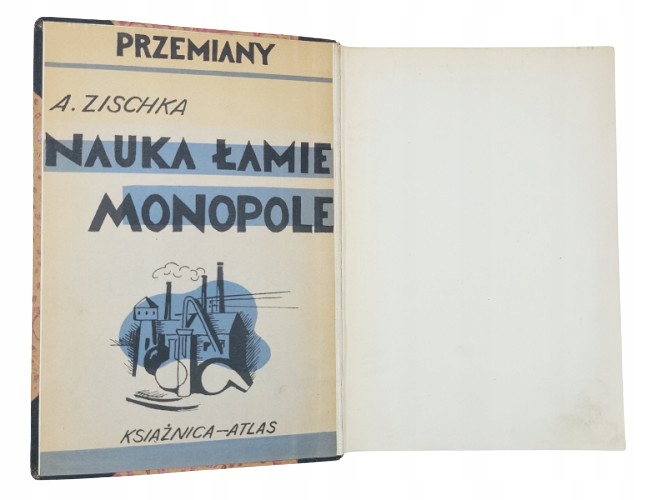 PRZEMIANY
A. ZISCHKA
NAUKA ŁAMIE
MONOPOLE
KSIĄŻNICA-ATLAS